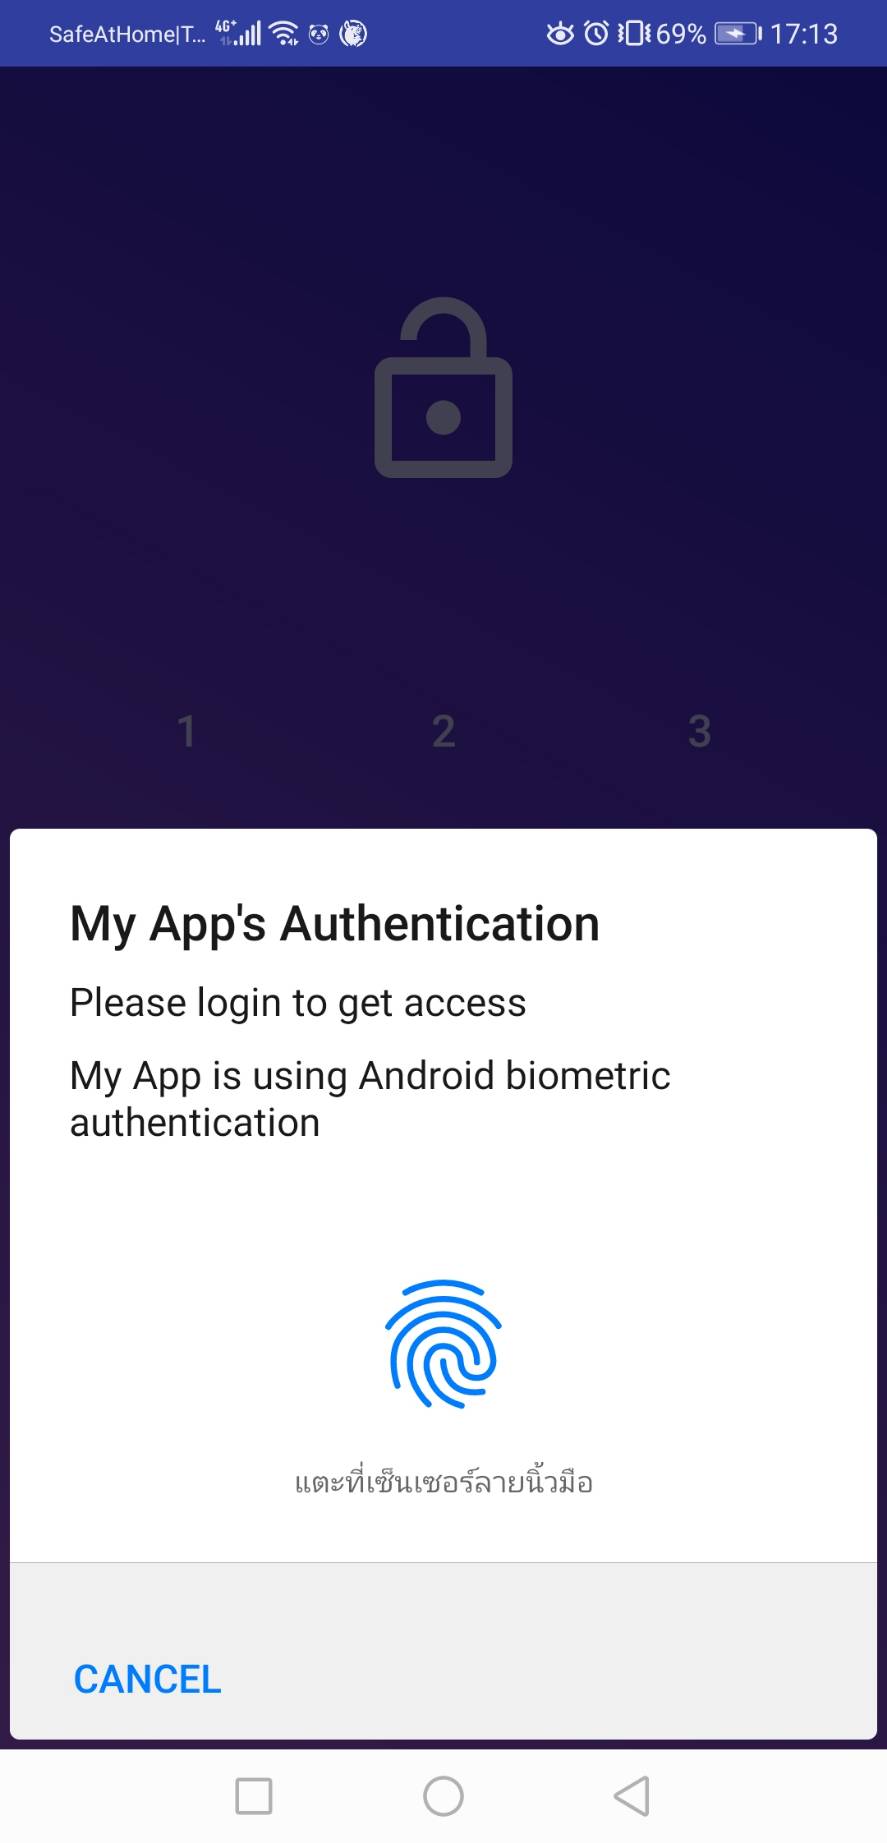 SafeAtHome|T... 4G+ 69% 17:13
1 2 3
My App's Authentication
Please login to get access
My App is using Android biometric
authentication
แตะที่เซ็นเซอร์ลายนิ้วมือ
CANCEL